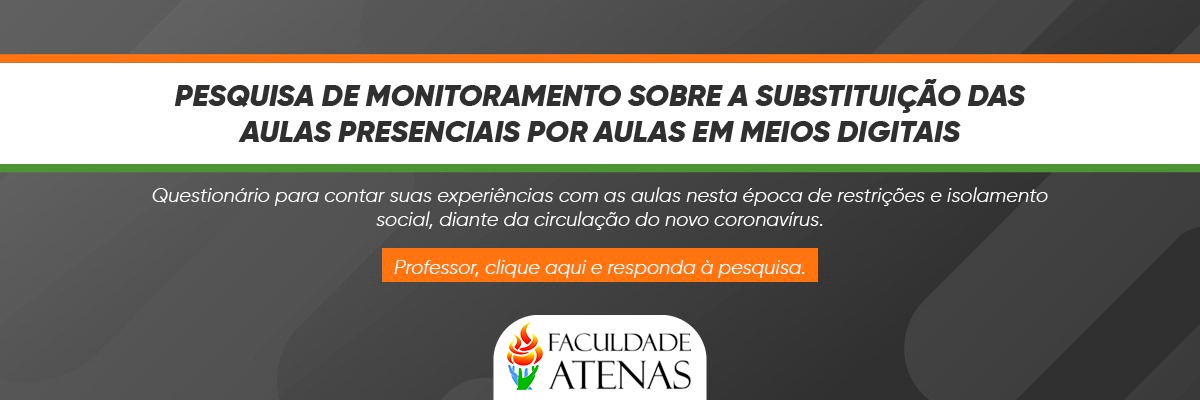 PESQUISA DE MONITORAMENTO SOBRE A SUBSTITUIÇÃO DAS
AULAS PRESENCIAIS POR AULAS EM MEIOS DIGITAIS
Questionário para contar suas experiências com as aulas nesta época de restrições e isolamento
social, diante da circulação do novo coronavírus.
Professor, clique aqui e responda à pesquisa.
FACULDADE
ATENAS